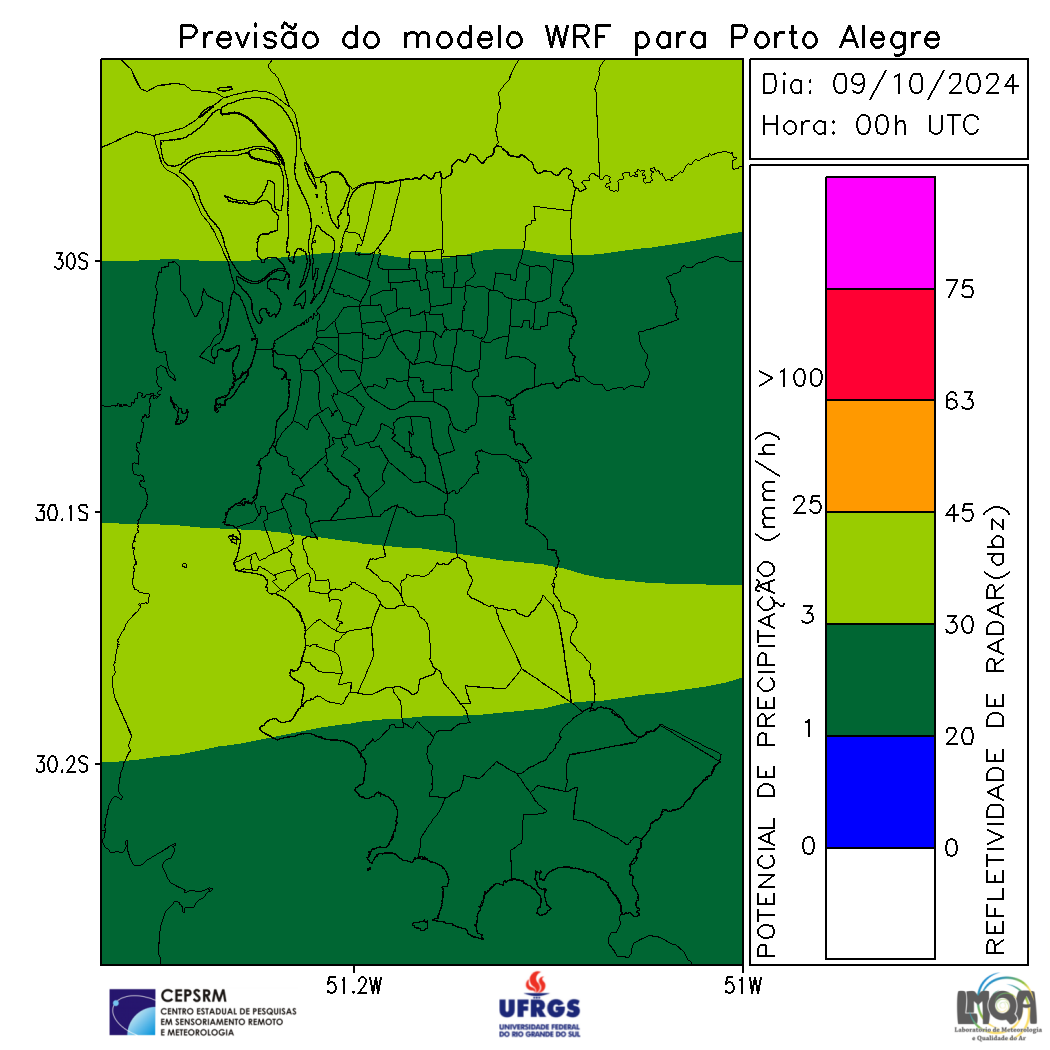 Previsão do modelo WRF para Porto Alegre
Dia: 09/10/2024
Hora: 00h UTC
30S
30.1S
30.2S
51.2W
51W
POTENCIAL DE PRECIPITAÇÃO (mm/h)
>100
25
3
1
0
75
63
45
30
20
0
REFLETIVIDADE DE RADAR(dbz)
CEPSRM
CENTRO ESTADUAL DE PESQUISAS
EM SENSORIAMENTO REMOTO
E METEOROLOGIA
UFRGS
UNIVERSIDADE FEDERAL
DO RIO GRANDE DO SUL
LMQA
Laboratório de Meteorologia
e Qualidade do Ar